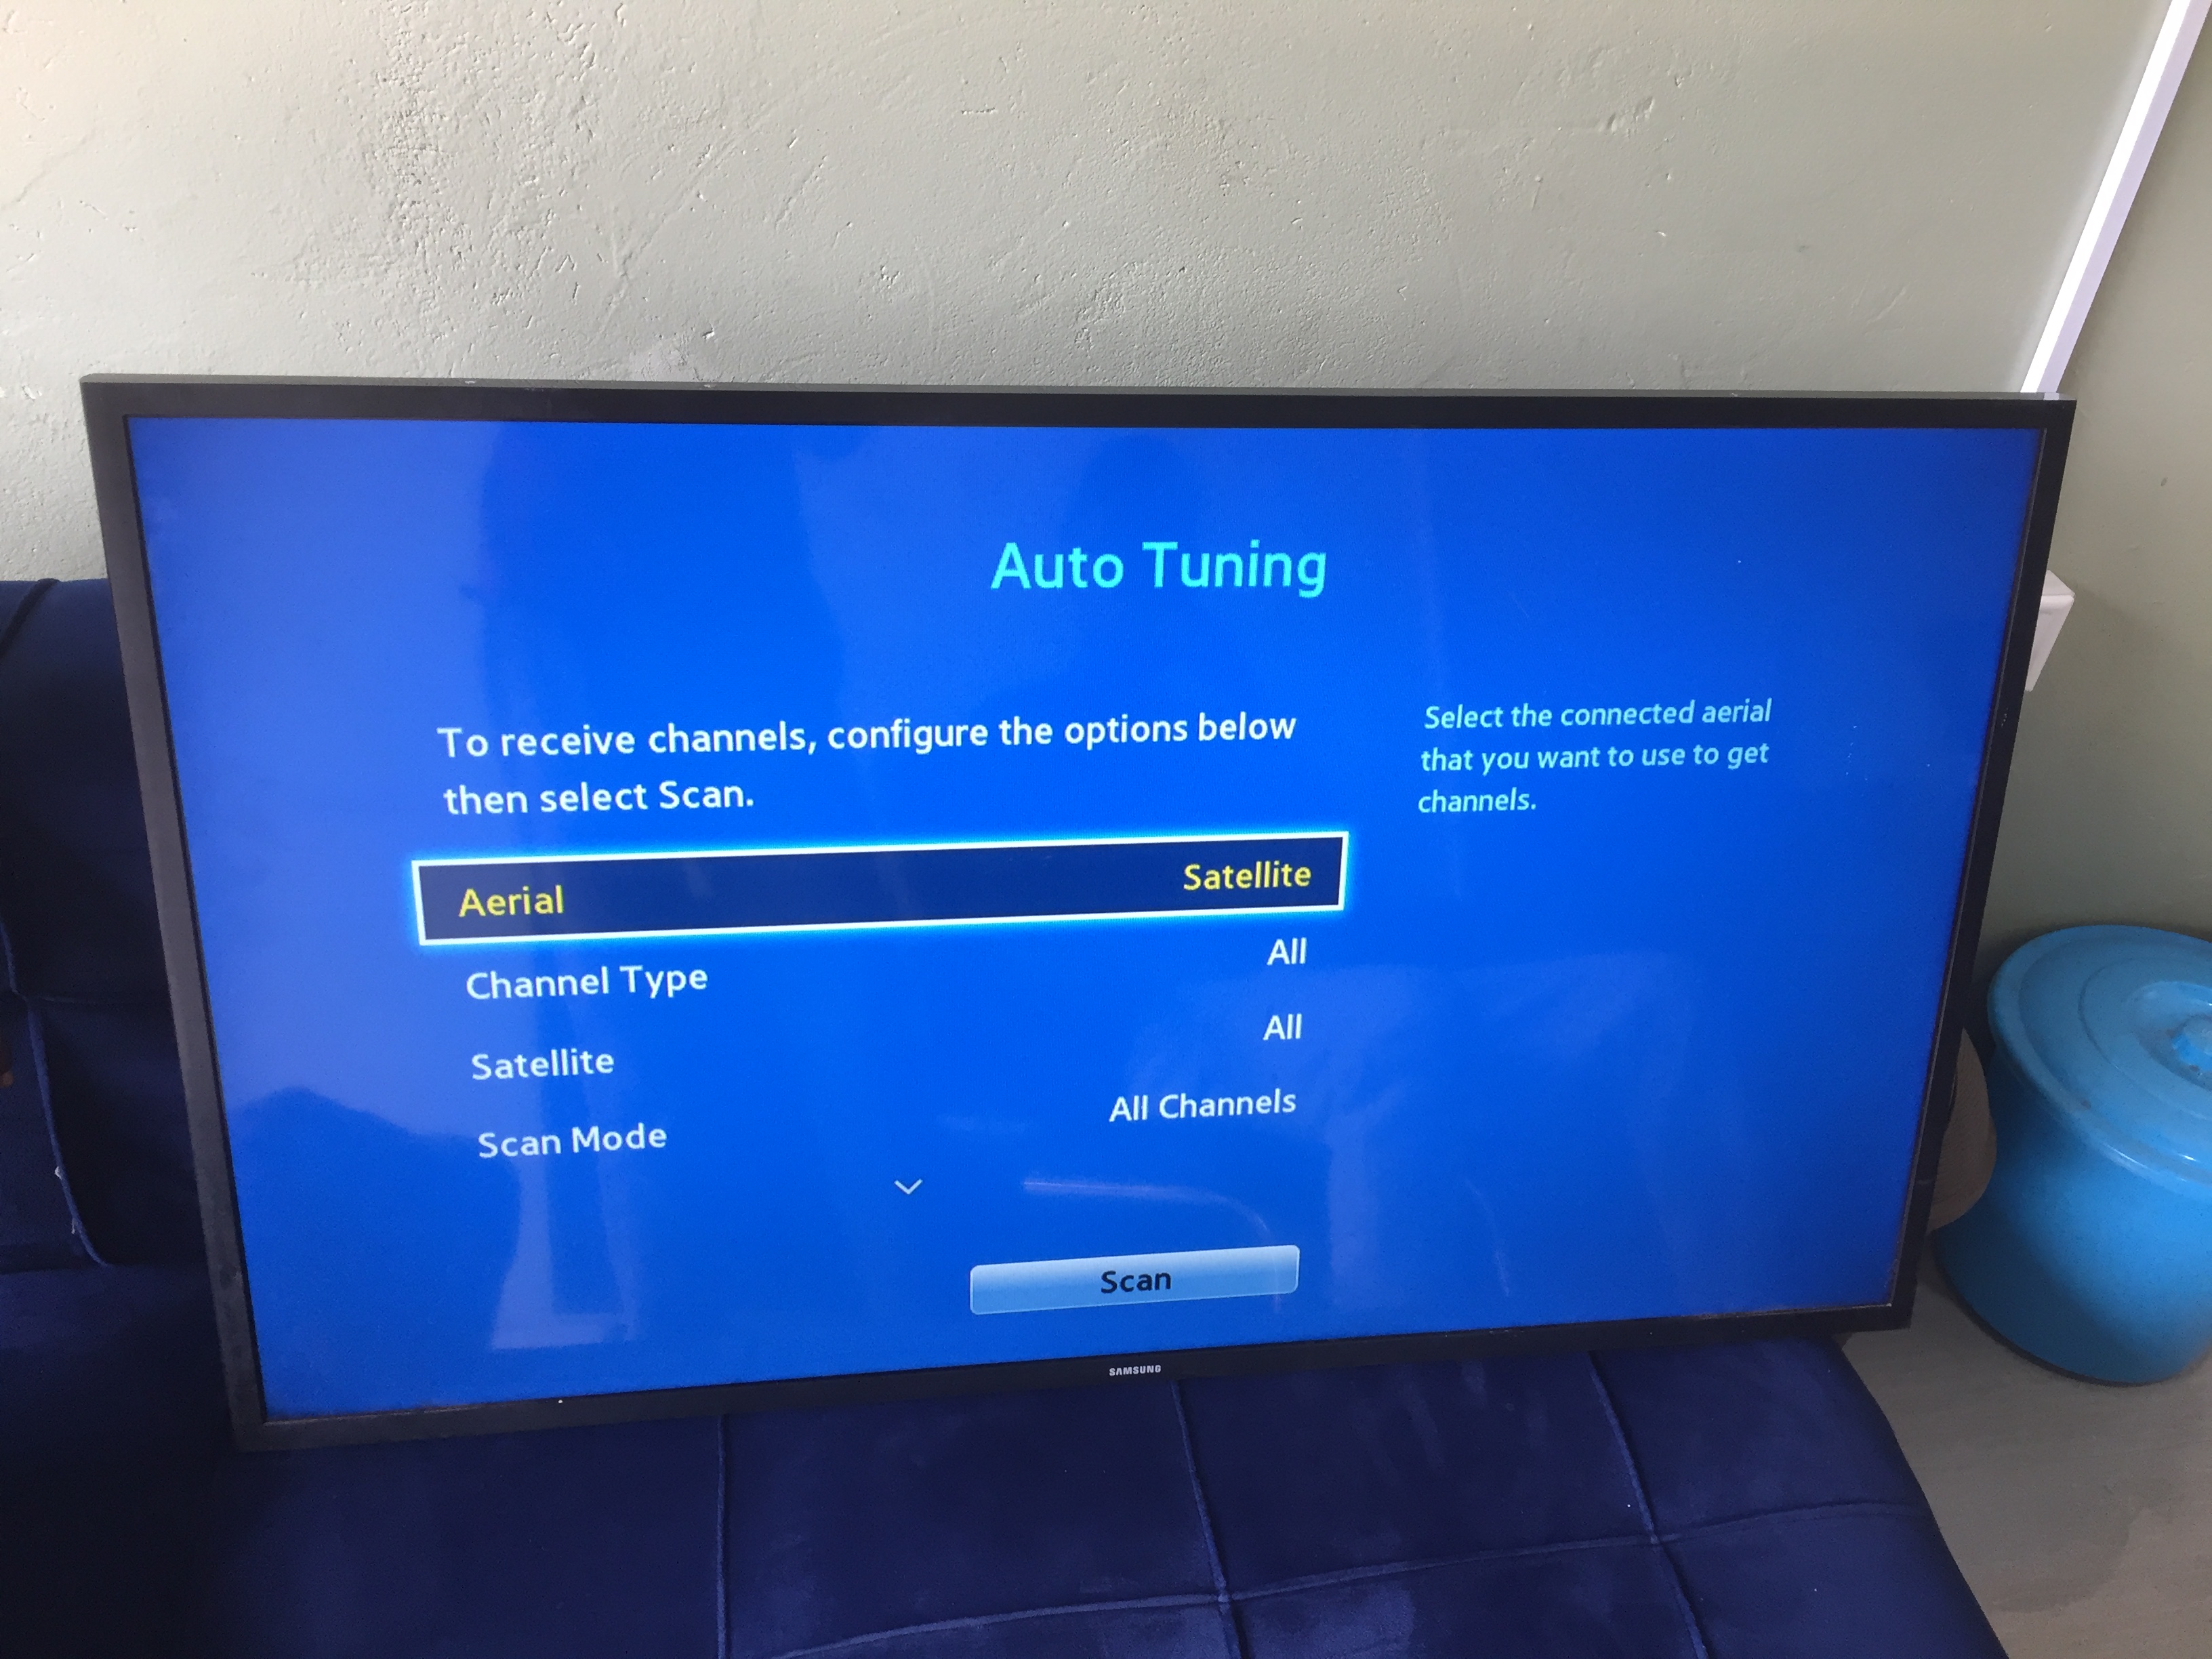 Auto Tuning
To receive channels, configure the options below
then select Scan.
Select the connected aerial
that you want to use to get
channels.
Aerial Satellite
Channel Type All
Satellite All
Scan Mode All Channels
Scan
SAMSUNG